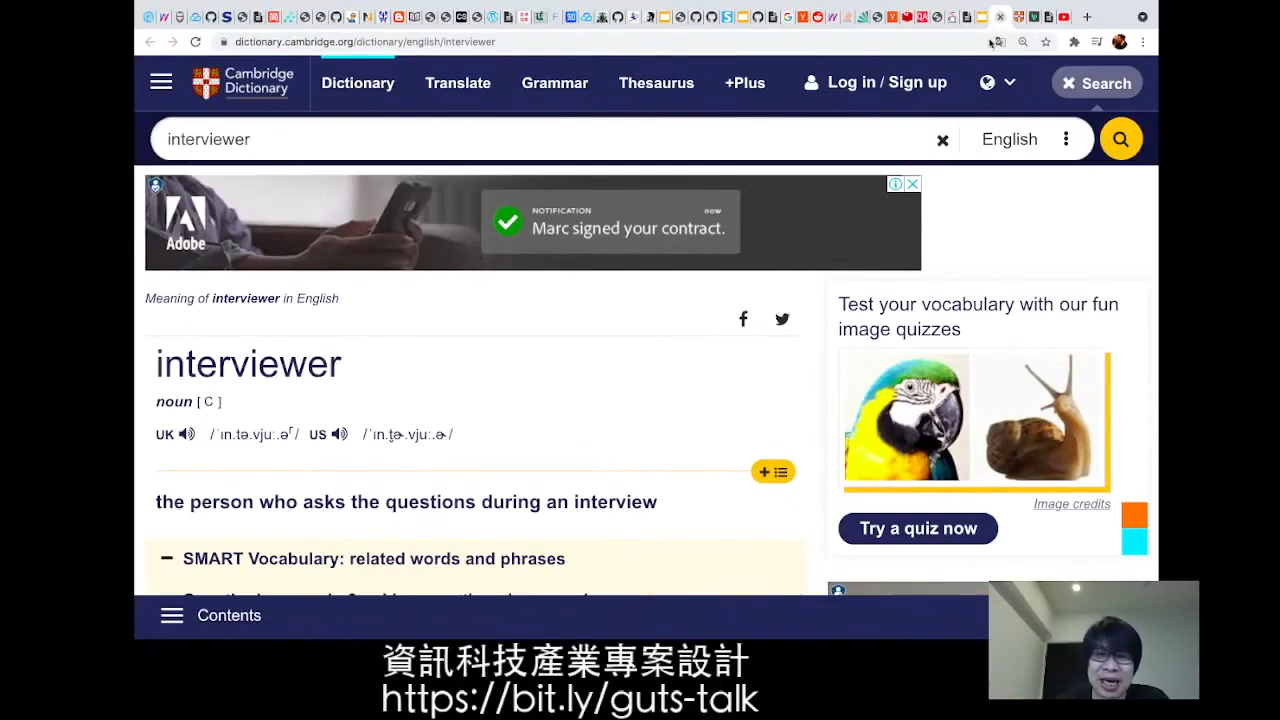 dictionary.cambridge.org/dictionary/english/interviewer
Cambridge
Dictionary
Dictionary
Translate
Grammar
Thesaurus
+Plus
Log in / Sign up
Search
interviewer
English
Adobe
NOTIFICATION
now
Marc signed your contract.
Meaning of interviewer in English
interviewer
noun [ C ]
UK /ˈɪn.tə.vjuː.əʳ/ US /ˈɪn.t̬ɚ.vjuː.ɚ/
the person who asks the questions during an interview
SMART Vocabulary: related words and phrases
Test your vocabulary with our fun
image quizzes
Image credits
Try a quiz now
Contents
資訊科技產業專案設計
https://bit.ly/guts-talk